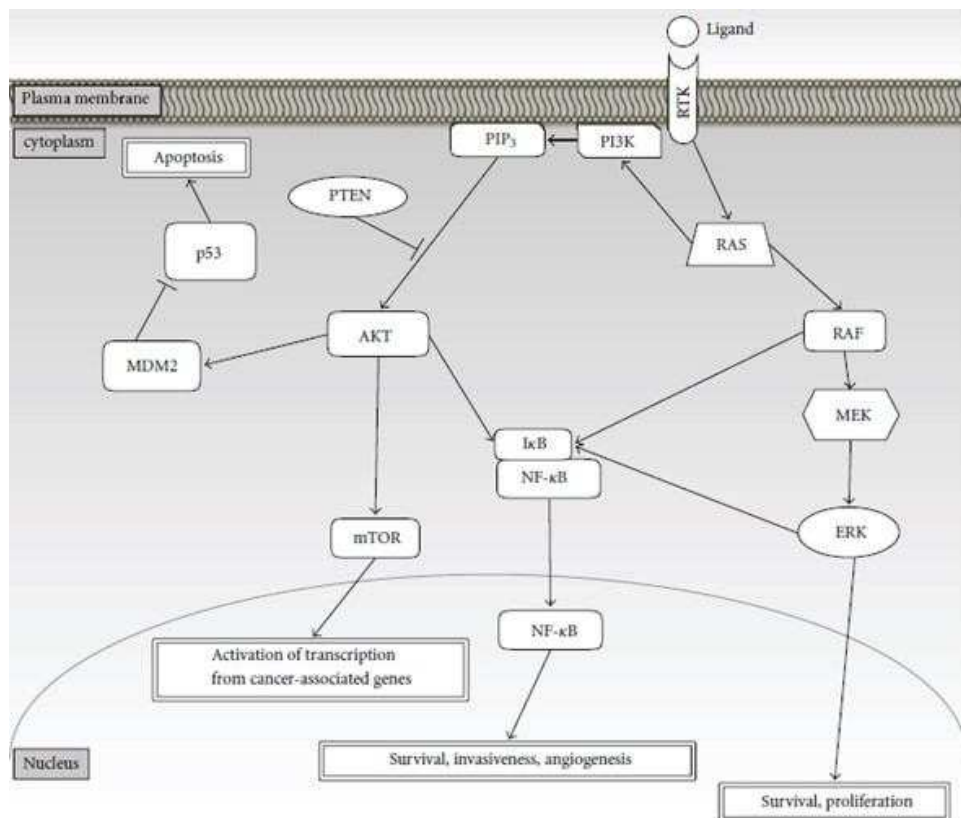 Ligand
Plasma membrane
RTK
cytoplasm
PIP₃
PI3K
Apoptosis
PTEN
p53
RAS
AKT
RAF
MDM2
MEK
IκB
NF-κB
mTOR
ERK
NF-κB
Activation of transcription
from cancer-associated genes
Survival, invasiveness, angiogenesis
Nucleus
Survival, proliferation